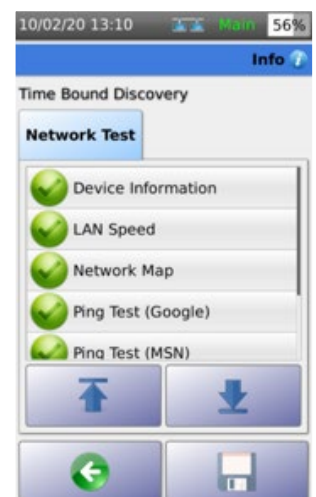 10/02/20 13:10 Main 56%
Info i
Time Bound Discovery
Network Test
Device Information
LAN Speed
Network Map
Ping Test (Google)
Ping Test (MSN)